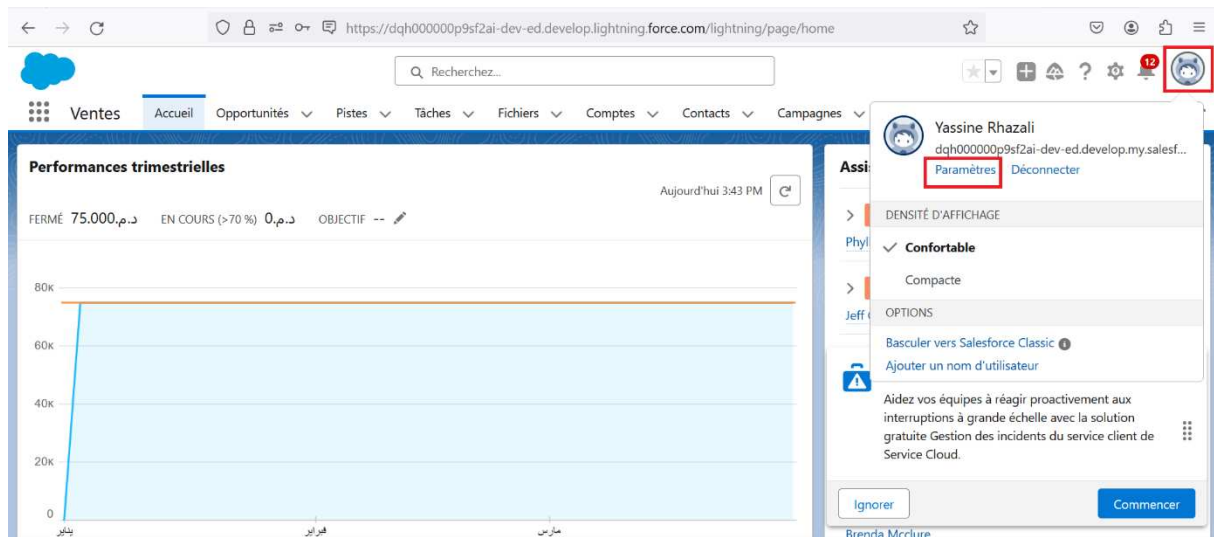 https://dqh000000p9sf2ai-dev-ed.develop.lightning.force.com/lightning/page/home
Recherchez...
12
Ventes Accueil Opportunités Pistes Tâches Fichiers Comptes Contacts Campagnes
Performances trimestrielles
Aujourd'hui 3:43 PM
FERMÉ د.م.75.000 EN COURS (>70 %) د.م.0 OBJECTIF --
80K
60K
40K
20K
0
يناير فبراير مارس
Assi
Phyl
Jeff
Yassine Rhazali
dqh000000p9sf2ai-dev-ed.develop.my.salesf...
Paramètres Déconnecter
DENSITÉ D'AFFICHAGE
Confortable
Compacte
OPTIONS
Basculer vers Salesforce Classic
Ajouter un nom d'utilisateur
Aidez vos équipes à réagir proactivement aux
interruptions à grande échelle avec la solution
gratuite Gestion des incidents du service client de
Service Cloud.
Ignorer Commencer
Brenda Mcclure